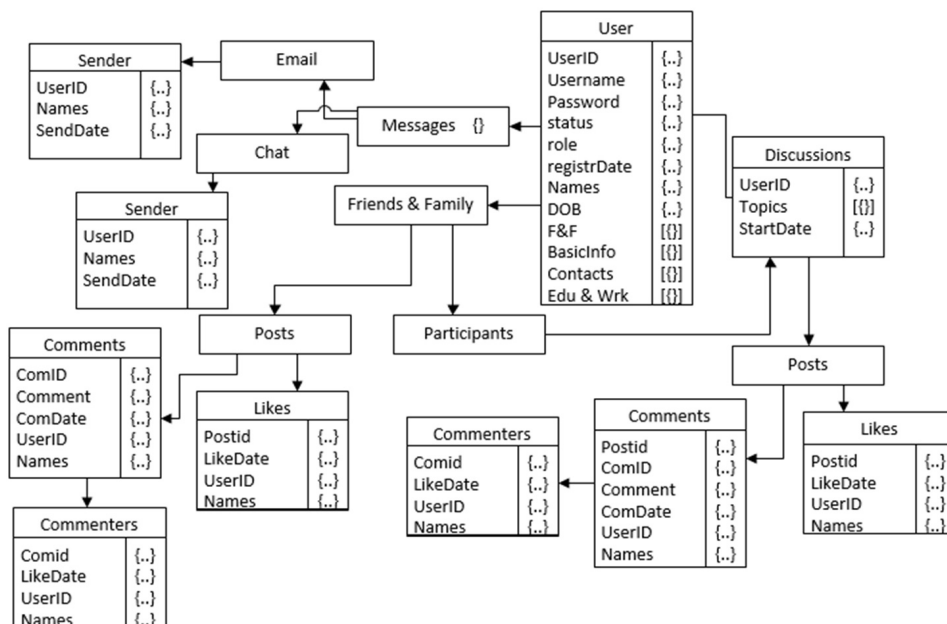 User
UserID {..}
Username {..}
Password {..}
status {..}
role {..}
registrDate {..}
Names {..}
DOB {..}
F&F [{}]
BasicInfo [{}]
Contacts [{}]
Edu & Wrk [{}]
Email
Sender
UserID {..}
Names {..}
SendDate {..}
Messages {}
Chat
Sender
UserID {..}
Names {..}
SendDate {..}
Friends & Family
Discussions
UserID {..}
Topics [{}]
StartDate {..}
Posts
Participants
Comments
ComID {..}
Comment {..}
ComDate {..}
UserID {..}
Names {..}
Likes
Postid {..}
LikeDate {..}
UserID {..}
Names {..}
Commenters
Comid {..}
LikeDate {..}
UserID {..}
Names {..}
Posts
Commenters
Comid {..}
LikeDate {..}
UserID {..}
Names {..}
Comments
Postid {..}
ComID {..}
Comment {..}
ComDate {..}
UserID {..}
Names {..}
Likes
Postid {..}
LikeDate {..}
UserID {..}
Names {..}